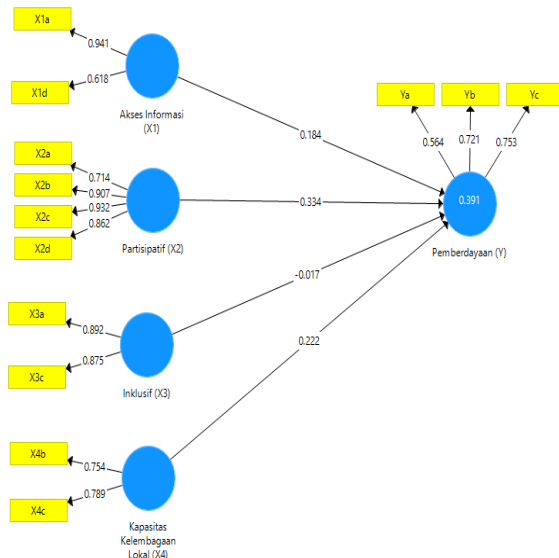 X1a
0.941
X1d
0.618
Akses Informasi
(X1)
0.184
Ya
Yb
Yc
0.564
0.721
0.753
0.391
Pemberdayaan (Y)
X2a
X2b
X2c
X2d
0.714
0.907
0.932
0.862
Partisipatif (X2)
0.334
-0.017
X3a
0.892
X3c
0.875
Inklusif (X3)
0.222
X4b
0.754
X4c
0.789
Kapasitas
Kelembagaan
Lokal (X4)